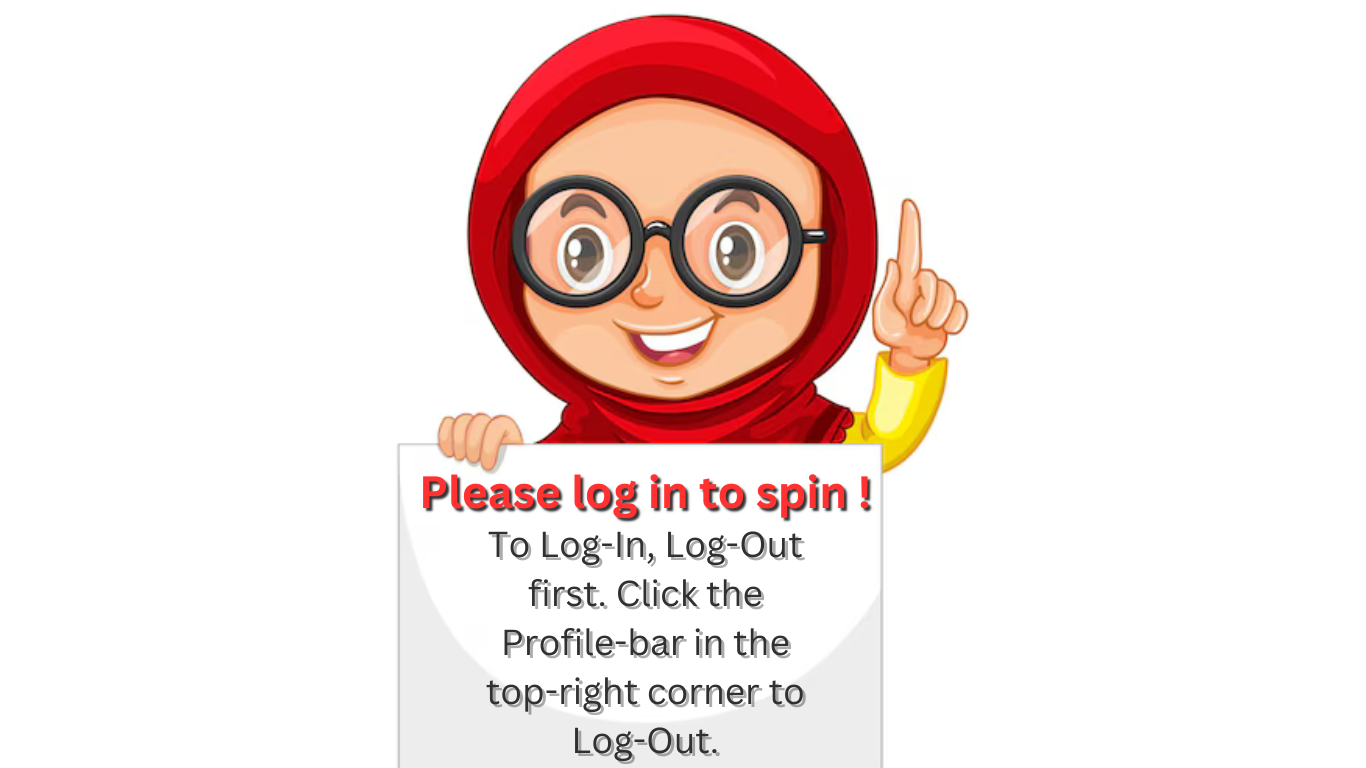 Please log in to spin !
To Log-In, Log-Out
first. Click the
Profile-bar in the
top-right corner to
Log-Out.